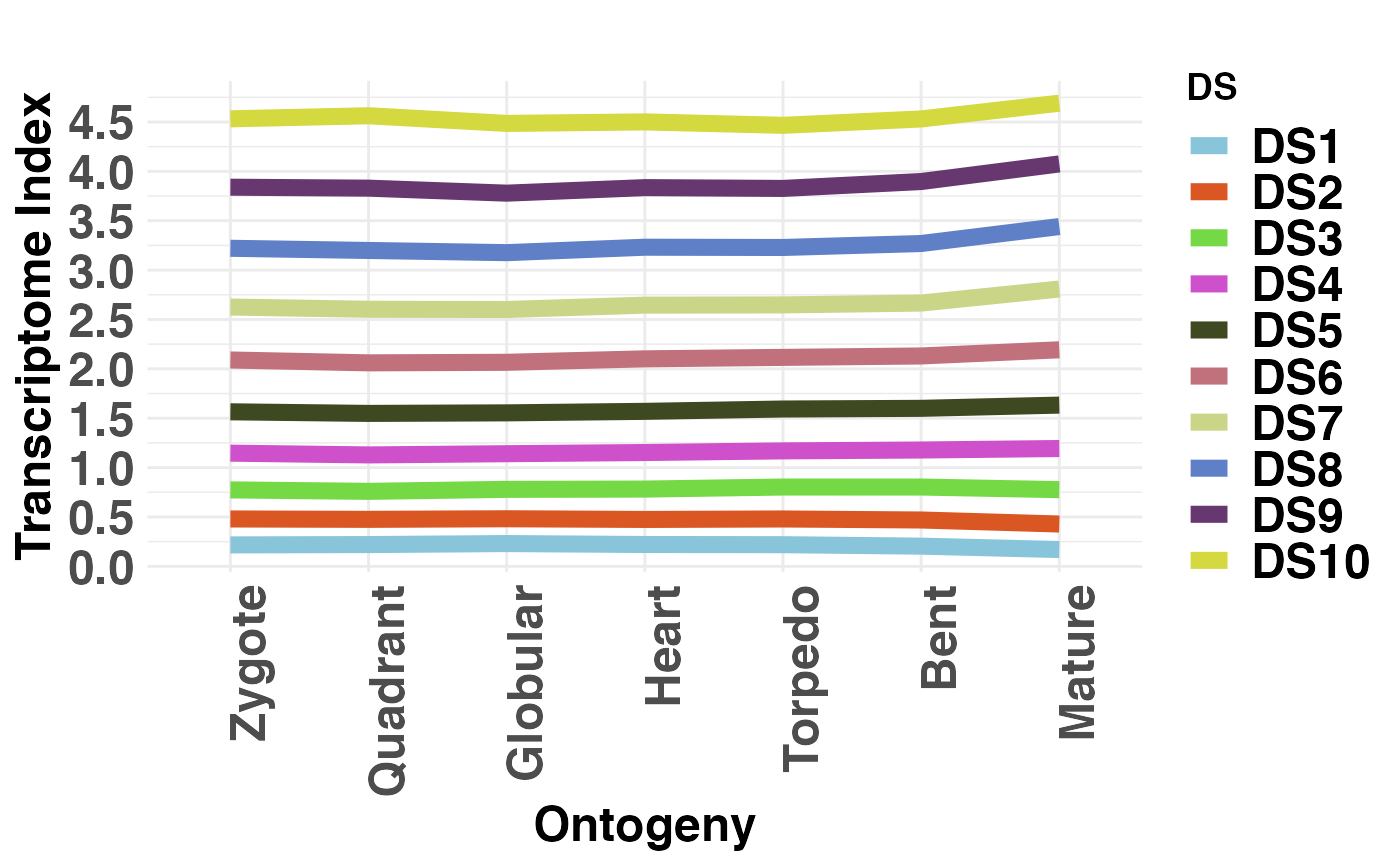 Transcriptome Index
4.5
4.0
3.5
3.0
2.5
2.0
1.5
1.0
0.5
0.0
Zygote
Quadrant
Globular
Heart
Torpedo
Bent
Mature
Ontogeny
DS
DS1
DS2
DS3
DS4
DS5
DS6
DS7
DS8
DS9
DS10